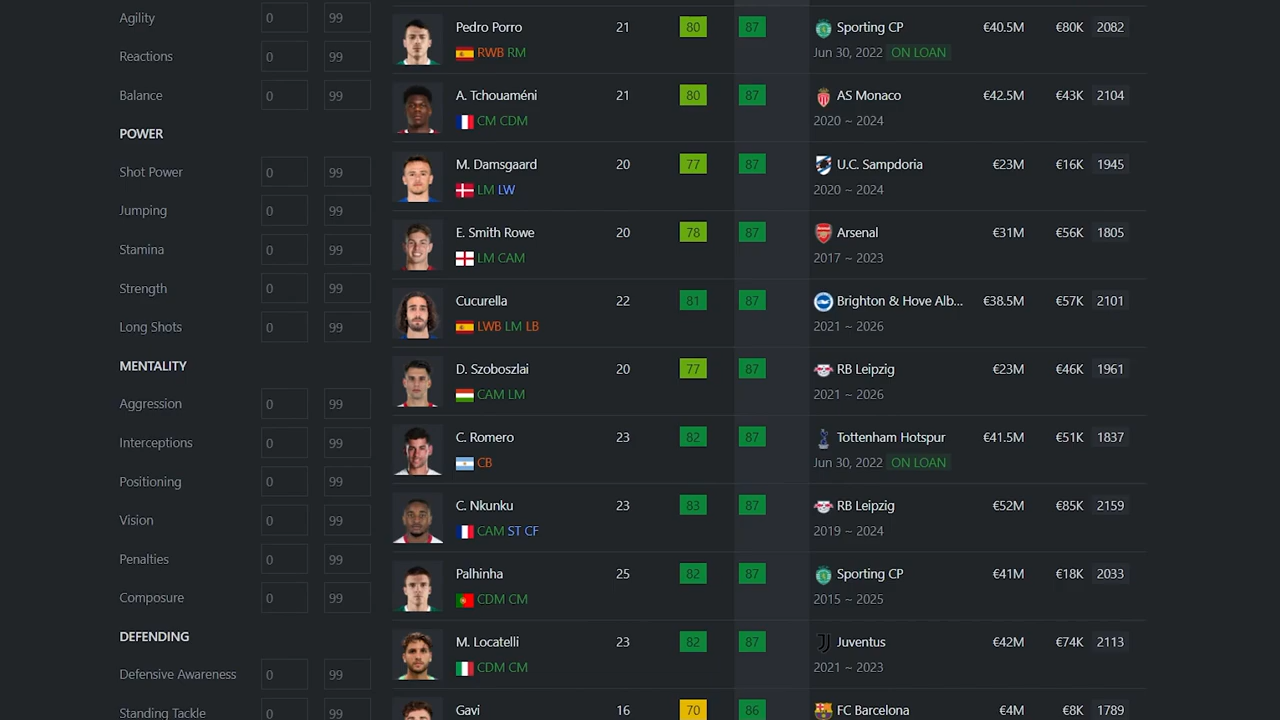 Agility 0 99
Reactions 0 99
Balance 0 99
POWER
Shot Power 0 99
Jumping 0 99
Stamina 0 99
Strength 0 99
Long Shots 0 99
MENTALITY
Aggression 0 99
Interceptions 0 99
Positioning 0 99
Vision 0 99
Penalties 0 99
Composure 0 99
DEFENDING
Defensive Awareness 0 99
Standing Tackle 0 99
Pedro Porro 21 80 87 Sporting CP €40.5M €80K 2082
RWB RM Jun 30, 2022 ON LOAN
A. Tchouaméni 21 80 87 AS Monaco €42.5M €43K 2104
CM CDM 2020 ~ 2024
M. Damsgaard 20 77 87 U.C. Sampdoria €23M €16K 1945
LM LW 2020 ~ 2024
E. Smith Rowe 20 78 87 Arsenal €31M €56K 1805
LM CAM 2017 ~ 2023
Cucurella 22 81 87 Brighton & Hove Alb... €38.5M €57K 2101
LWB LM LB 2021 ~ 2026
D. Szoboszlai 20 77 87 RB Leipzig €23M €46K 1961
CAM LM 2021 ~ 2026
C. Romero 23 82 87 Tottenham Hotspur €41.5M €51K 1837
CB Jun 30, 2022 ON LOAN
C. Nkunku 23 83 87 RB Leipzig €52M €85K 2159
CAM ST CF 2019 ~ 2024
Palhinha 25 82 87 Sporting CP €41M €18K 2033
CDM CM 2015 ~ 2025
M. Locatelli 23 82 87 Juventus €42M €74K 2113
CDM CM 2021 ~ 2023
Gavi 16 70 86 FC Barcelona €4M €8K 1789